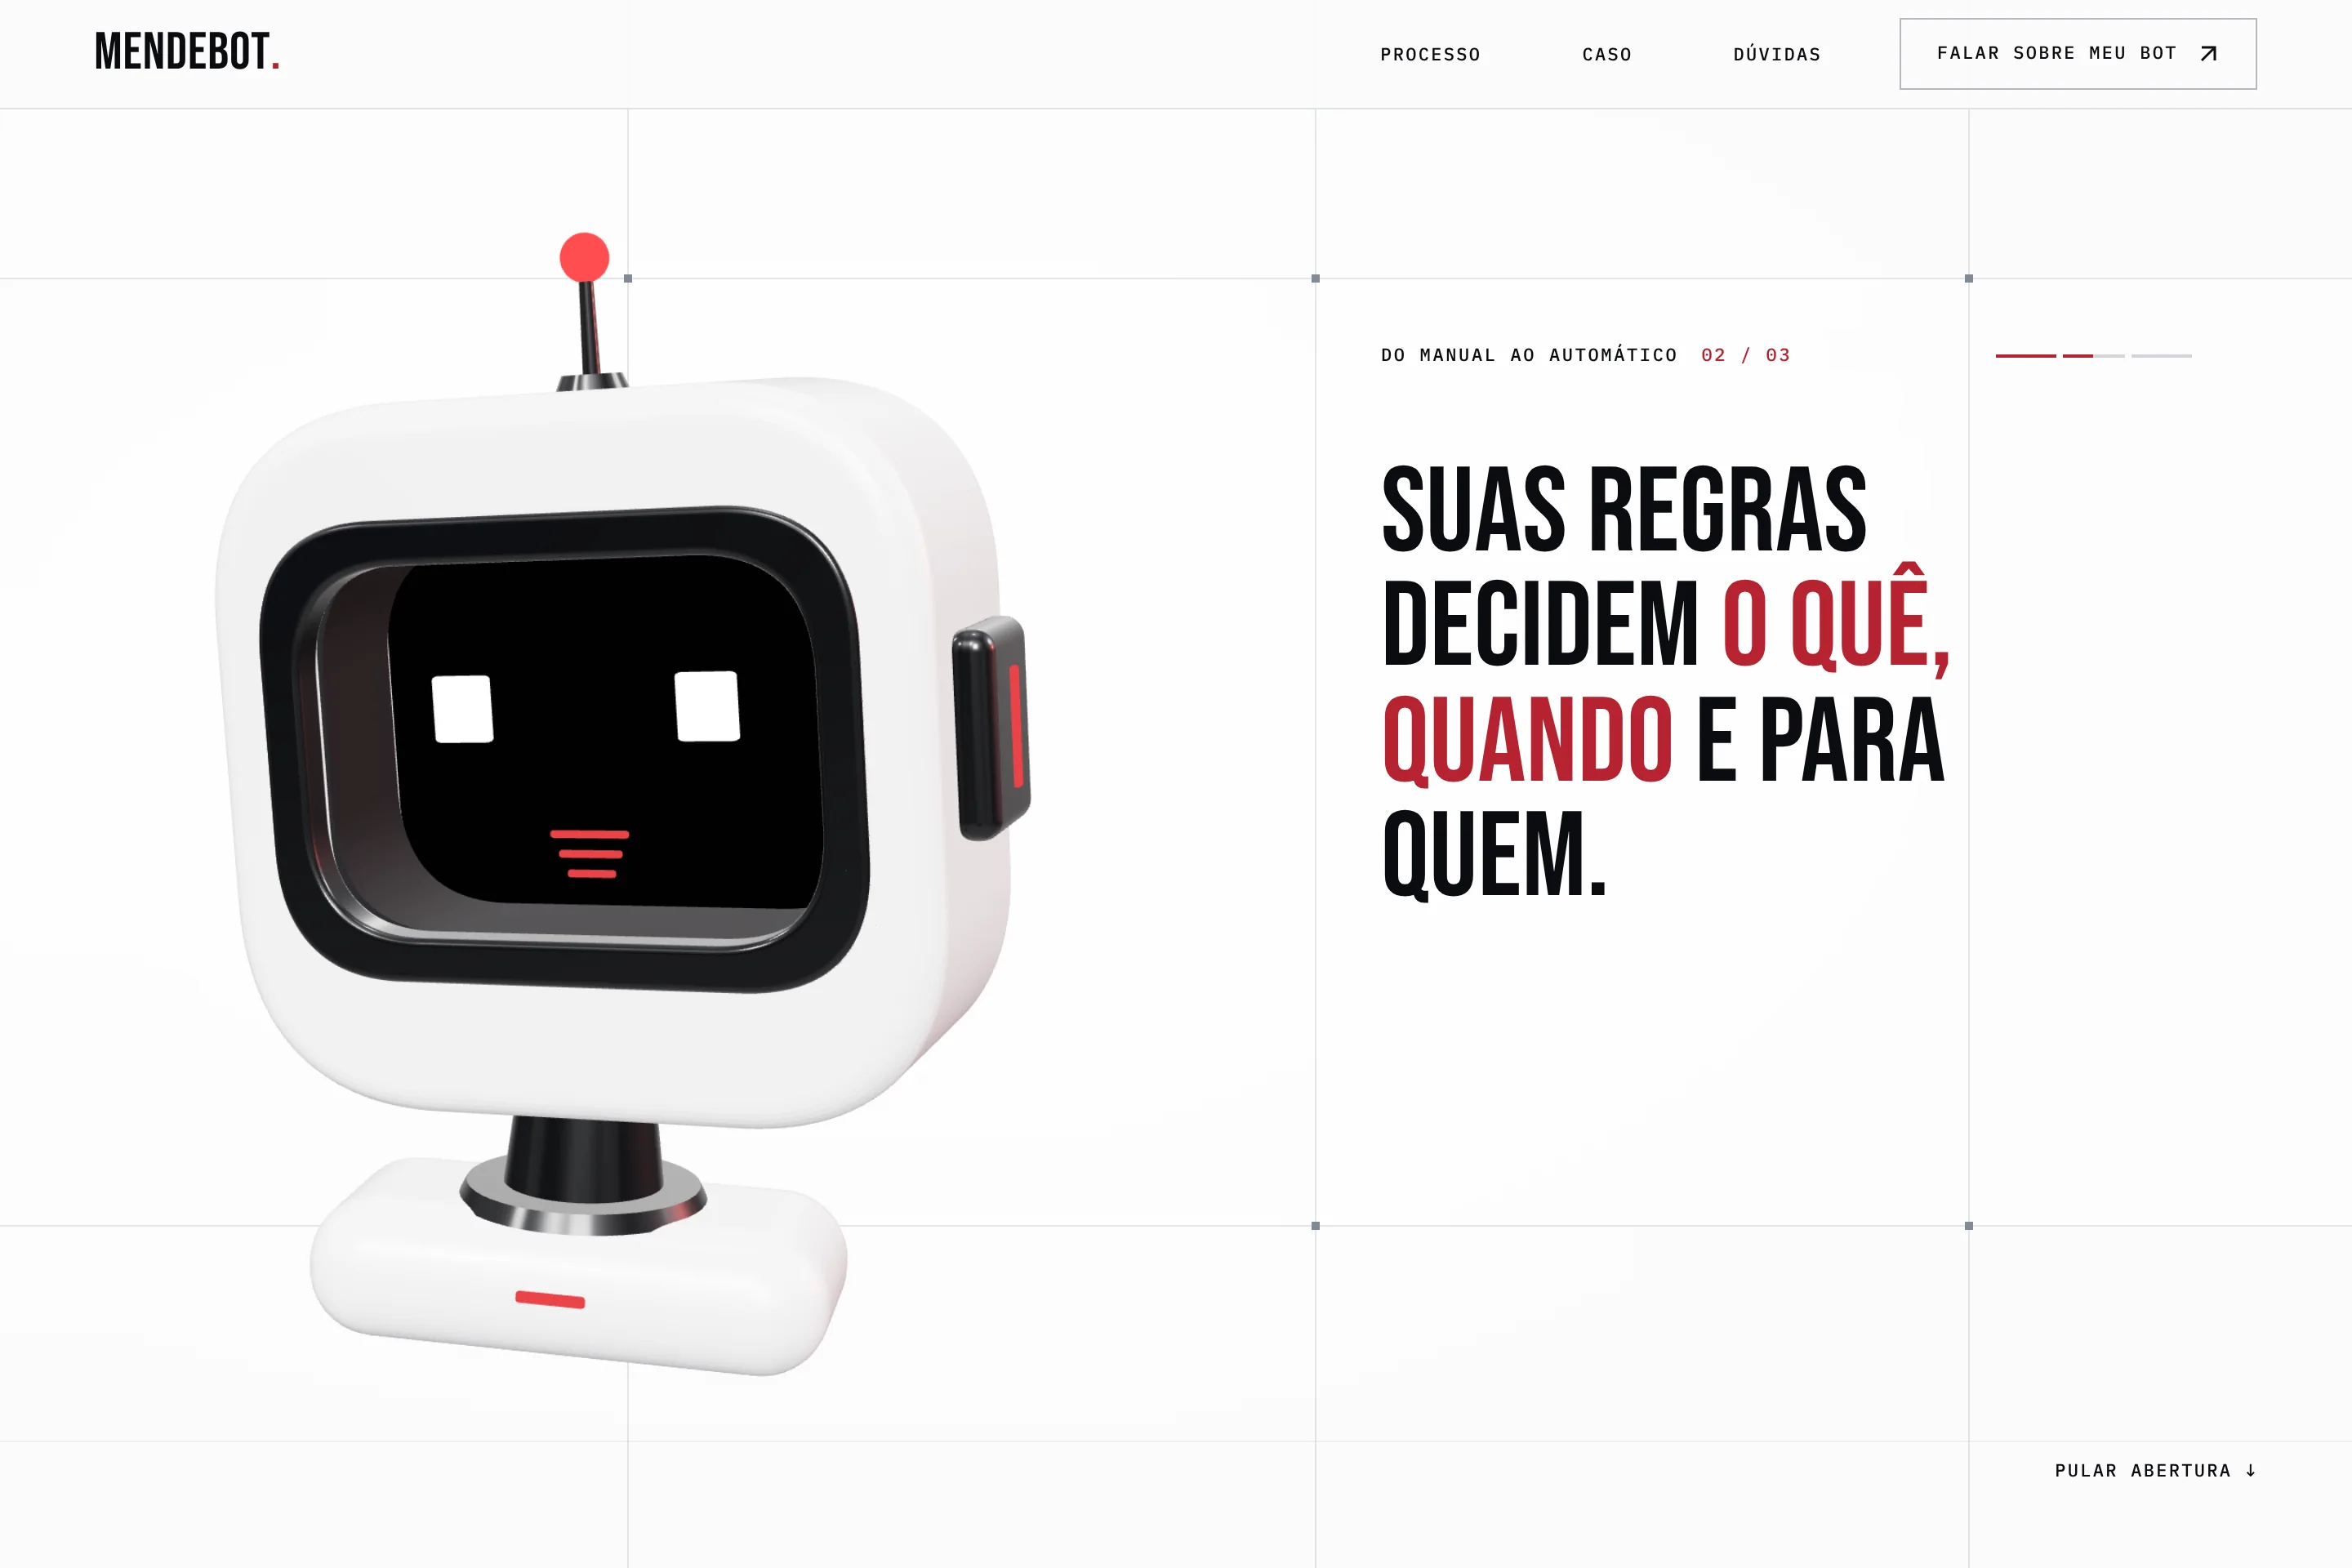 MENDEBOT.
PROCESSO
CASO
DÚVIDAS
FALAR SOBRE MEU BOT
DO MANUAL AO AUTOMÁTICO 02 / 03
SUAS REGRAS
DECIDEM O QUÊ,
QUANDO E PARA
QUEM.
PULAR ABERTURA ↓